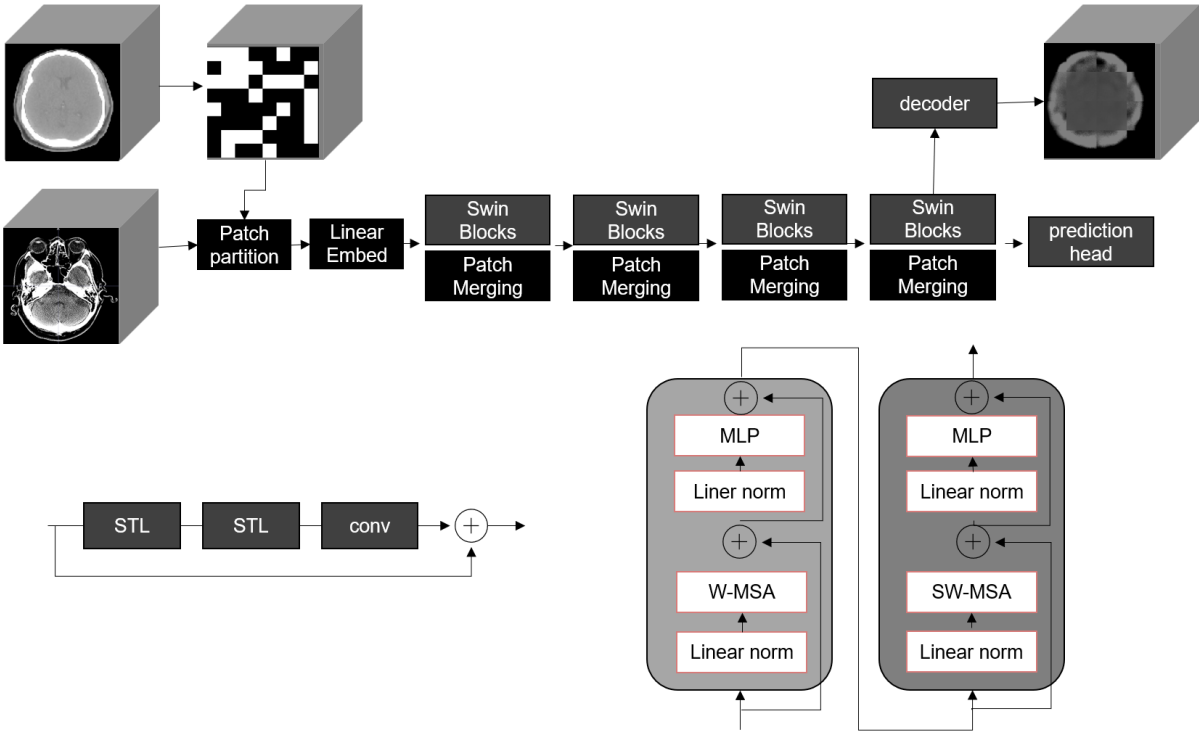 decoder
Patch
partition
Linear
Embed
Swin
Blocks
Patch
Merging
Swin
Blocks
Patch
Merging
Swin
Blocks
Patch
Merging
Swin
Blocks
Patch
Merging
prediction
head
STL
STL
conv
MLP
Liner norm
W-MSA
Linear norm
MLP
Linear norm
SW-MSA
Linear norm